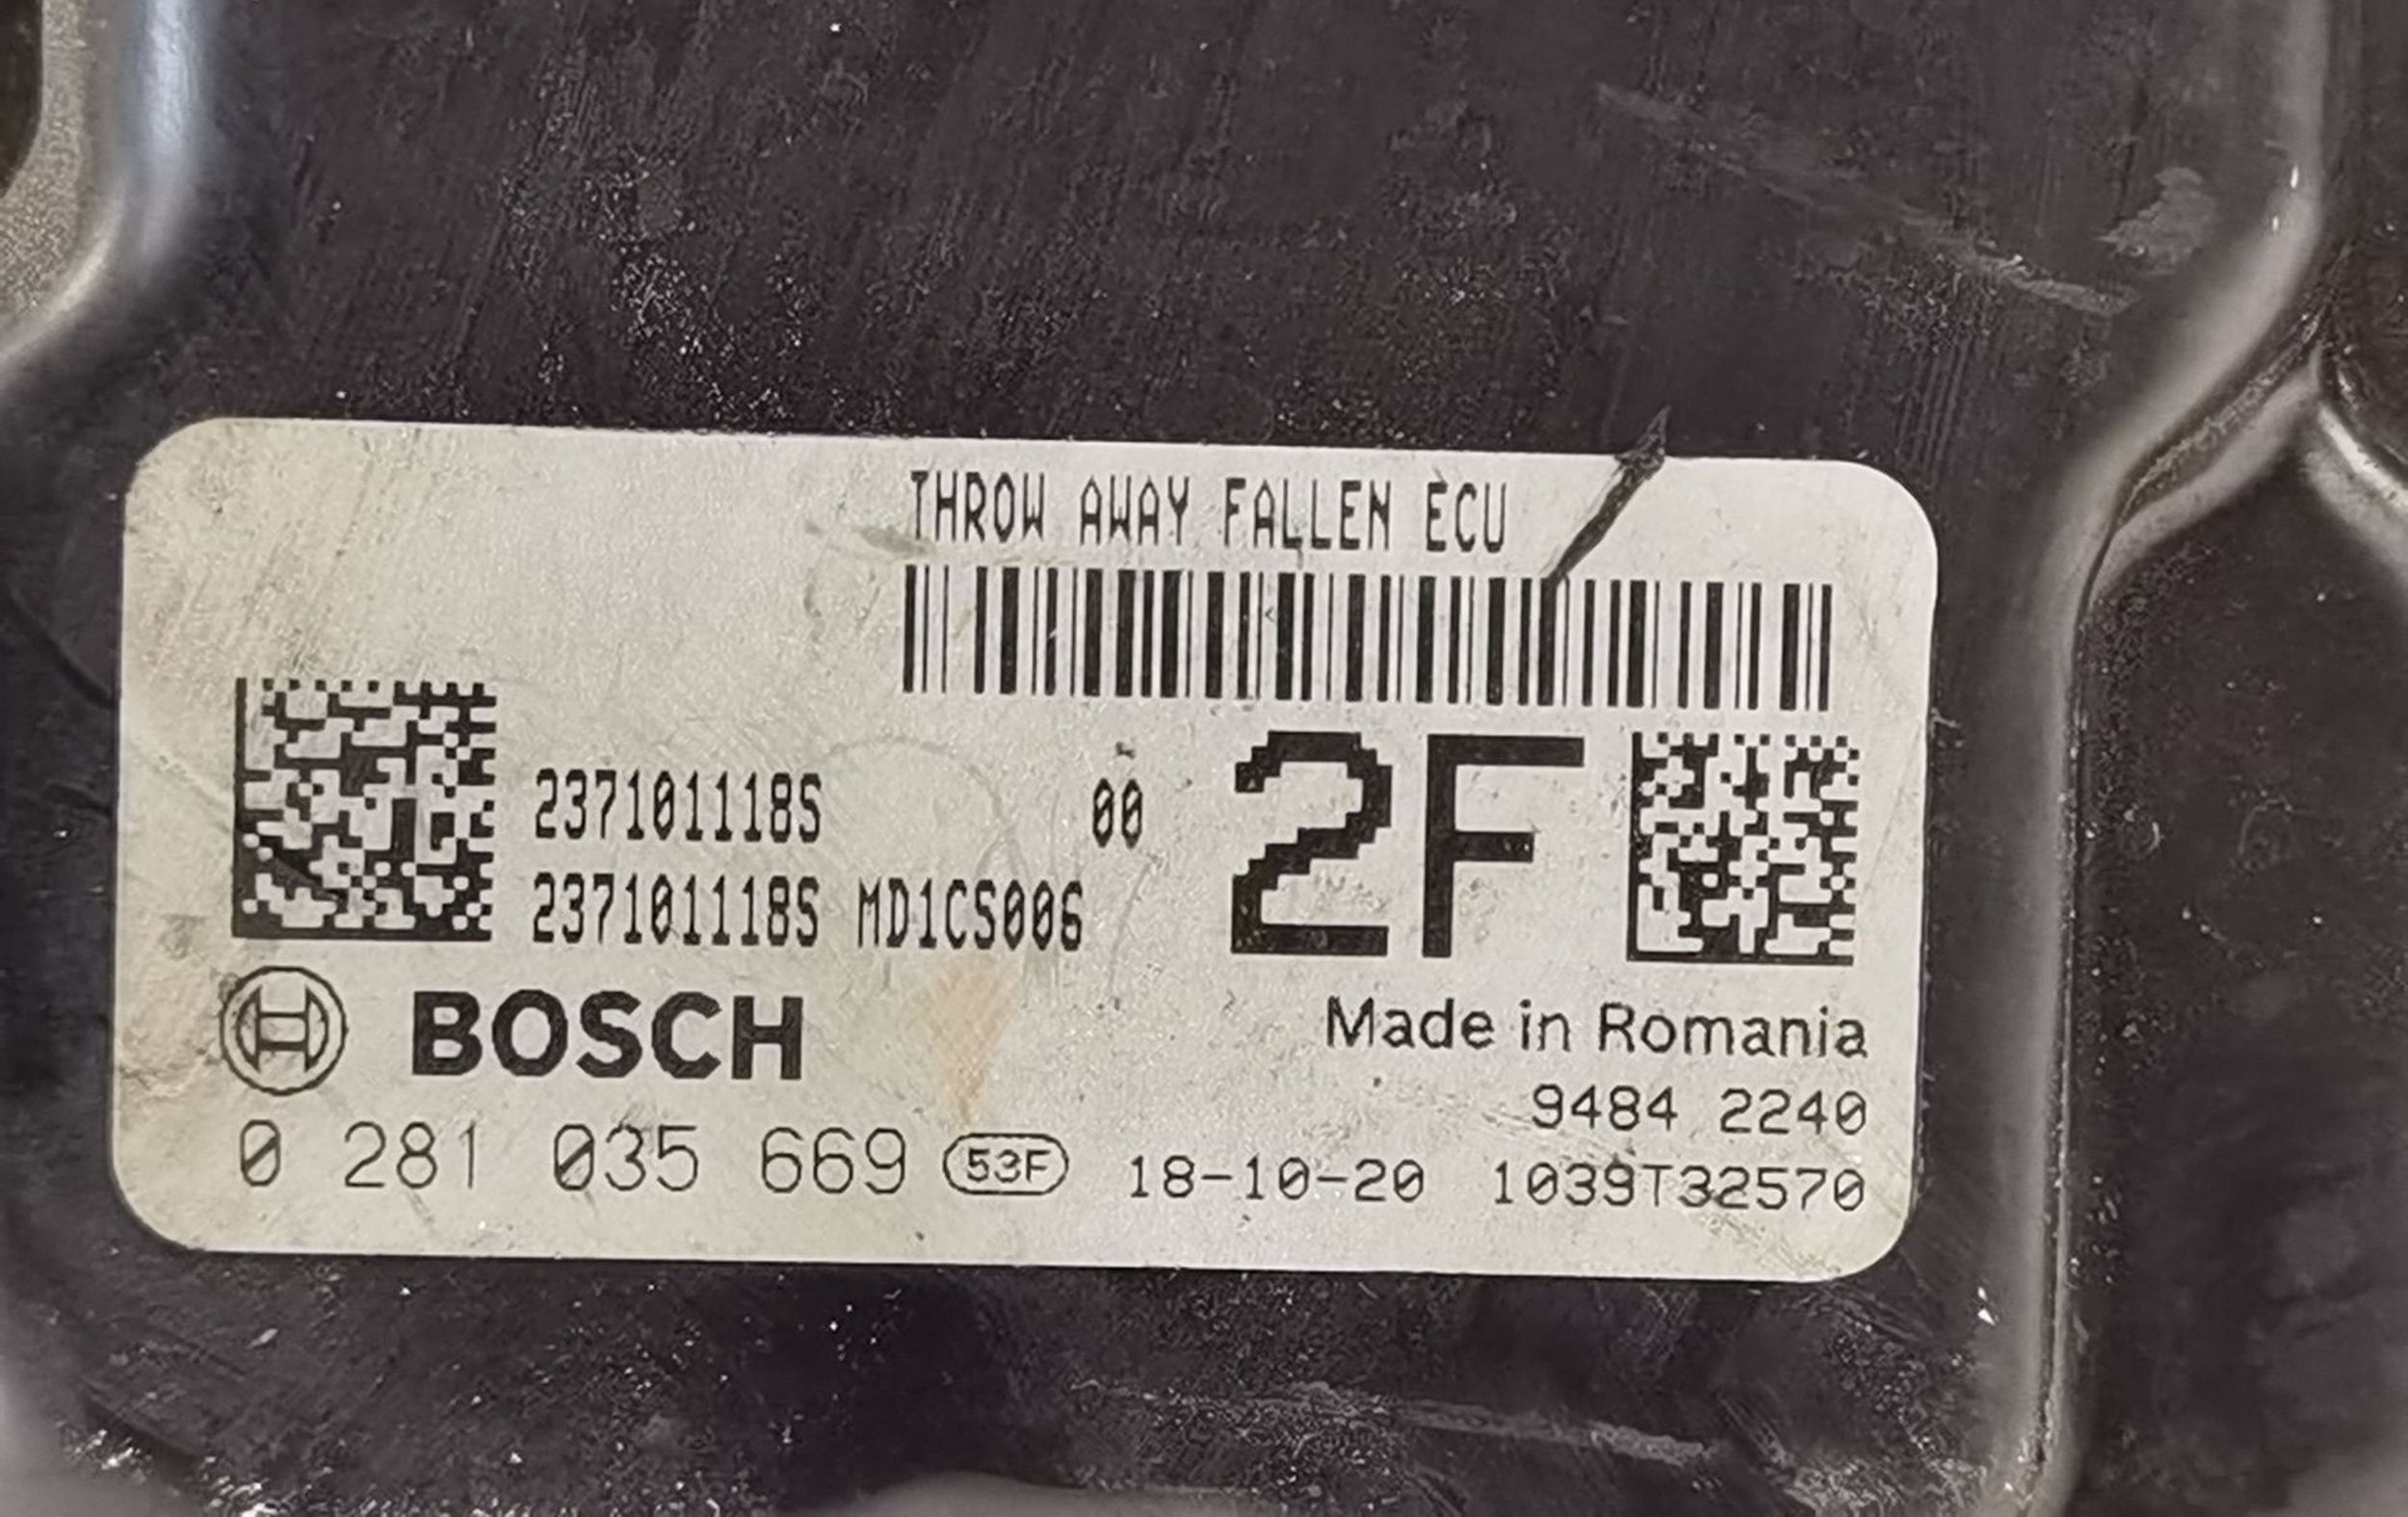 THROW AWAY FALLEN ECU
237101118S 00 2F
237101118S MD1CS006
BOSCH
Made in Romania
9484 2240
0 281 035 669 53F 18-10-20 1039T32570